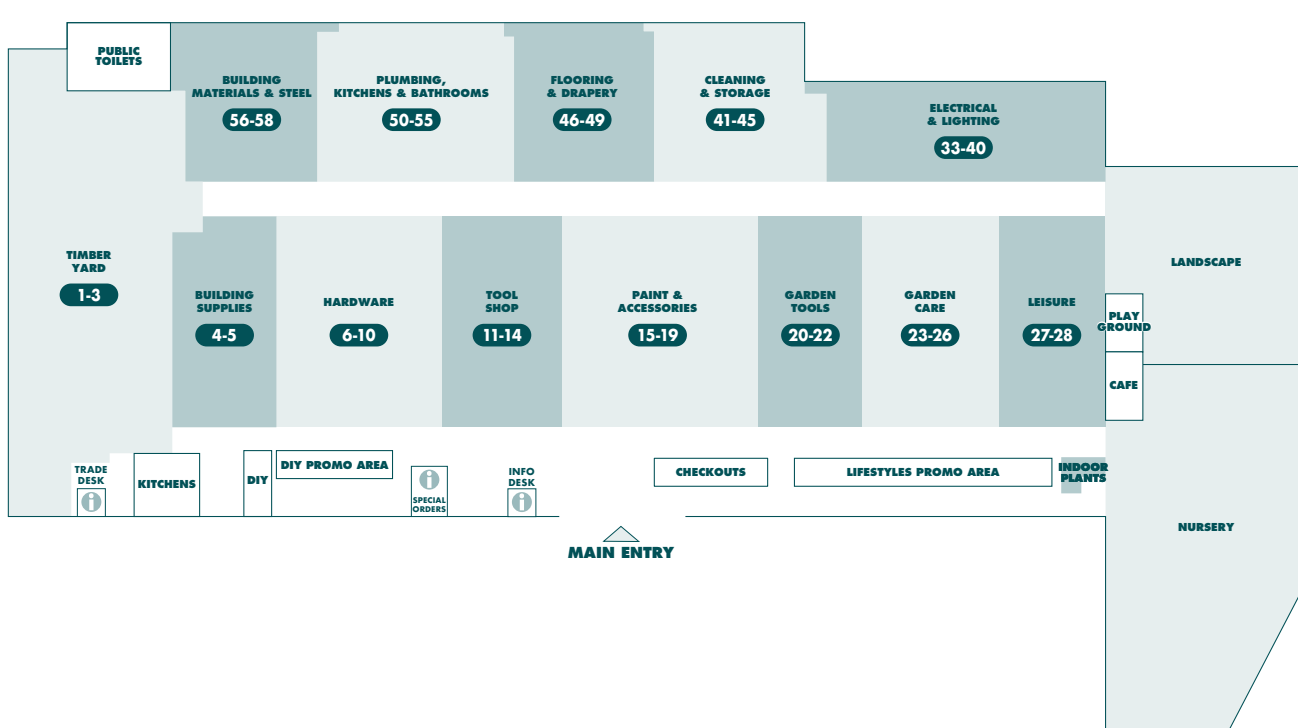 PUBLIC
TOILETS
BUILDING
MATERIALS & STEEL
56-58
PLUMBING,
KITCHENS & BATHROOMS
50-55
FLOORING
& DRAPERY
46-49
CLEANING
& STORAGE
41-45
ELECTRICAL
& LIGHTING
33-40
TIMBER
YARD
1-3
BUILDING
SUPPLIES
4-5
HARDWARE
6-10
TOOL
SHOP
11-14
PAINT &
ACCESSORIES
15-19
GARDEN
TOOLS
20-22
GARDEN
CARE
23-26
LEISURE
27-28
LANDSCAPE
PLAY
GROUND
CAFE
TRADE
DESK
i
KITCHENS
DIY
DIY PROMO AREA
i
SPECIAL
ORDERS
INFO
DESK
i
CHECKOUTS
LIFESTYLES PROMO AREA
INDOOR
PLANTS
NURSERY
MAIN ENTRY